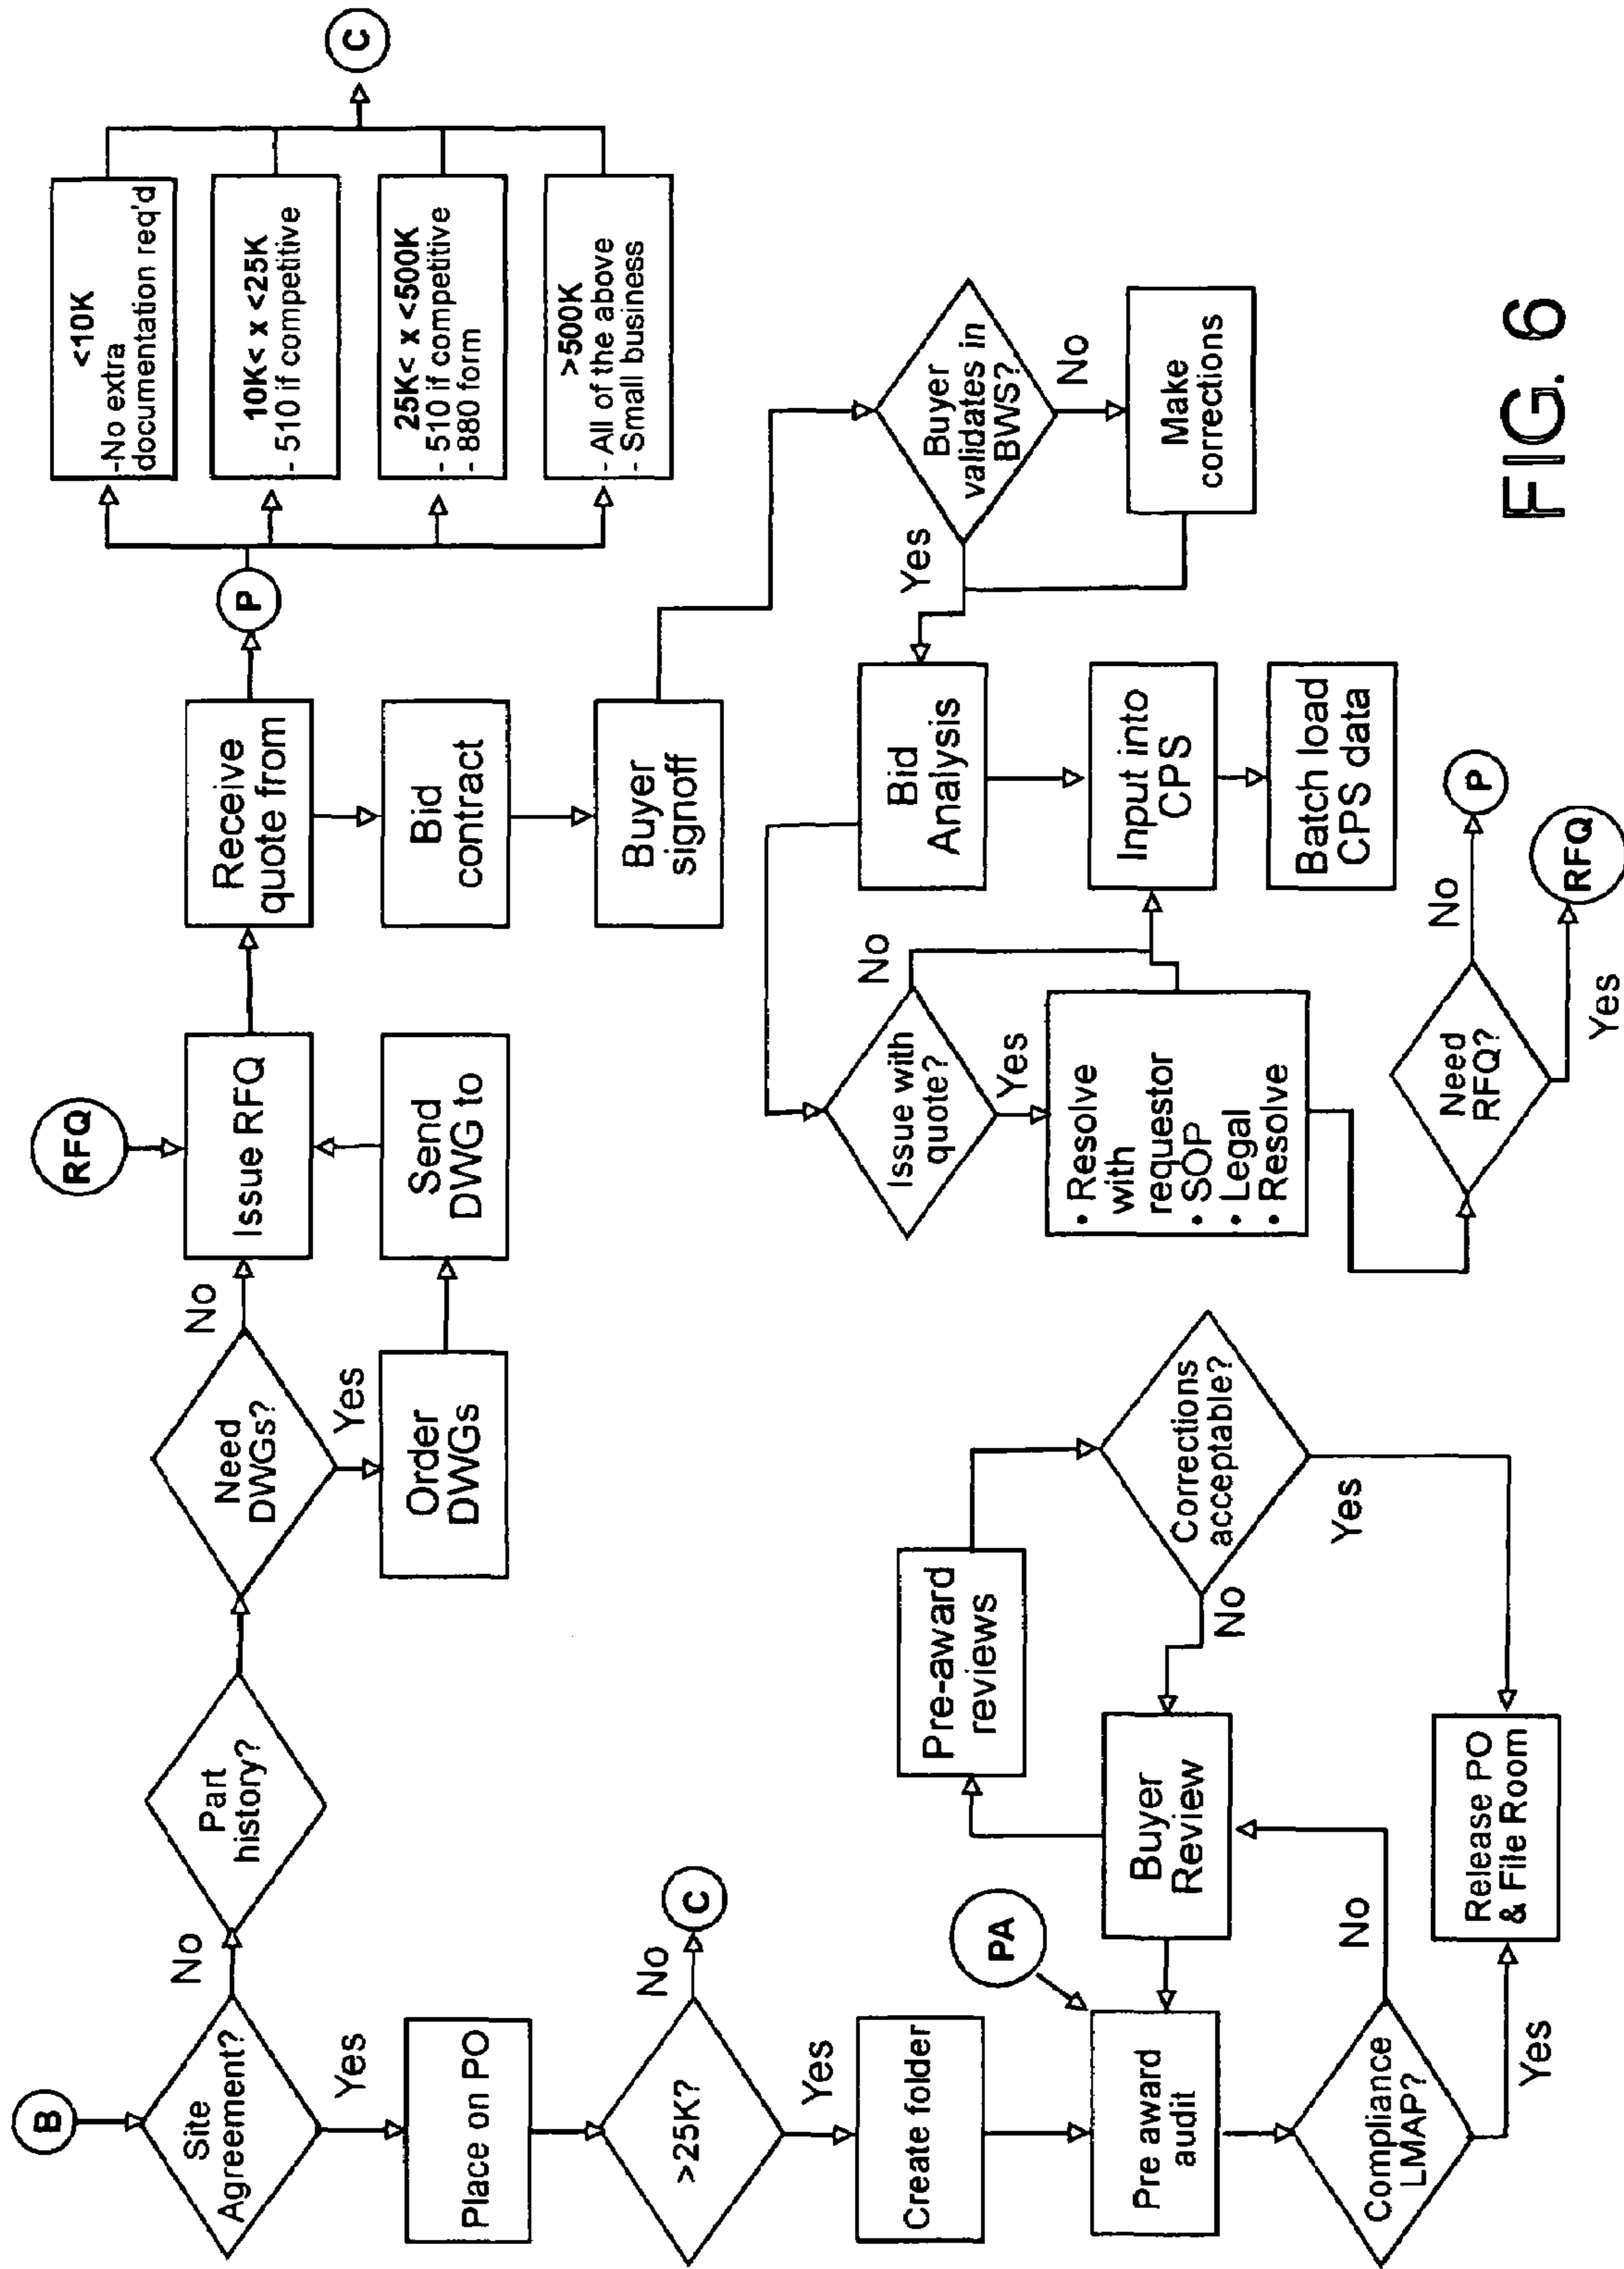 B
Site
Agreement?
No
Yes
Part
history?
Need
DWGs?
No
Yes
Order
DWGs
Send
DWG to
RFQ
Issue RFQ
Receive
quote from
P
<10K
-No extra
documentation req'd
10K< x <25K
- 510 if competitive
25K< x <500K
- 510 if competitive
- 880 form
>500K
- All of the above
- Small business
C
Bid
contract
Buyer
signoff
Buyer
validates in
BWS?
Yes
No
Make
corrections
Bid
Analysis
Input into
CPS
Batch load
CPS data
Issue with
quote?
No
Yes
• Resolve
with
requestor
• SOP
• Legal
• Resolve
Need
RFQ?
No
P
Yes
RFQ
Place on PO
>25K?
No
C
Yes
Create folder
PA
Pre award
audit
Compliance
LMAP?
No
Yes
Buyer
Review
Pre-award
reviews
Corrections
acceptable?
No
Yes
Release PO
& File Room
FIG. 6